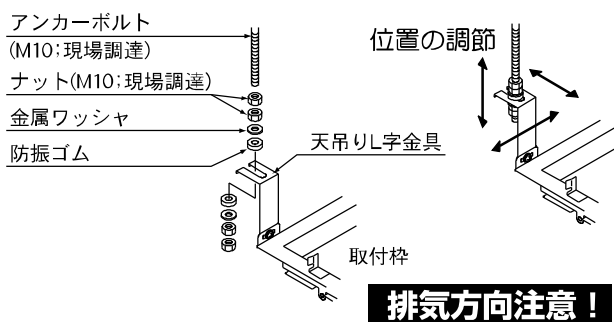 アンカーボルト
(M10;現場調達)
ナット(M10;現場調達)
金属ワッシャ
防振ゴム
天吊りL字金具
取付枠
位置の調節
排気方向注意！